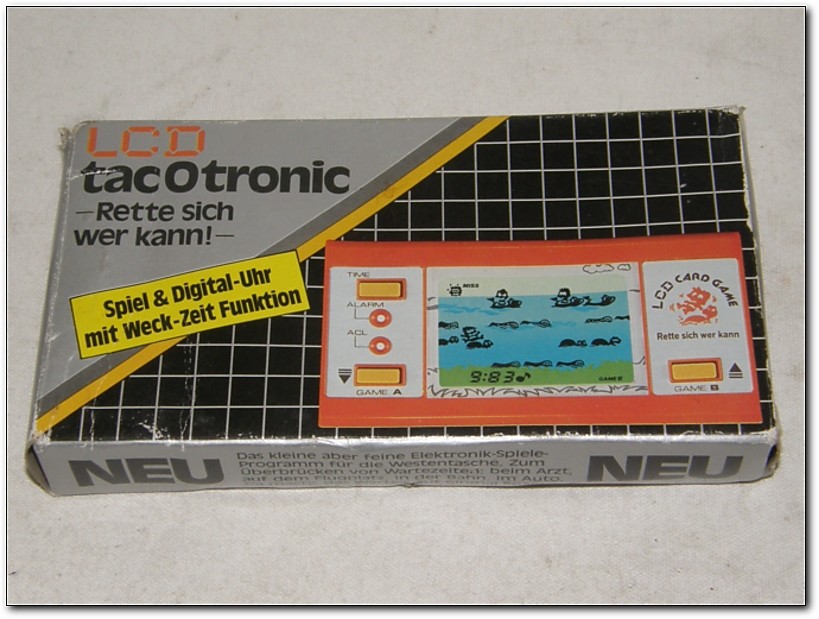 LCD
tacOtronic
—Rette sich
wer kann!—
Spiel & Digital-Uhr
mit Weck-Zeit Funktion
TIME
ALARM
ACL
GAME A
MISS
9:83
GAME B
LCD CARD GAME
Rette sich wer kann
GAME B
NEU
Das kleine aber feine Elektronik-Spiele-
Programm für die Westentasche. Zum
Überbrücken von Wartezeiten: beim Arzt,
auf dem Flugplatz, in der Bahn, im Auto.
NEU